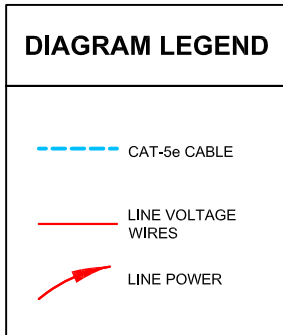 DIAGRAM LEGEND
CAT-5e CABLE
LINE VOLTAGE
WIRES
LINE POWER